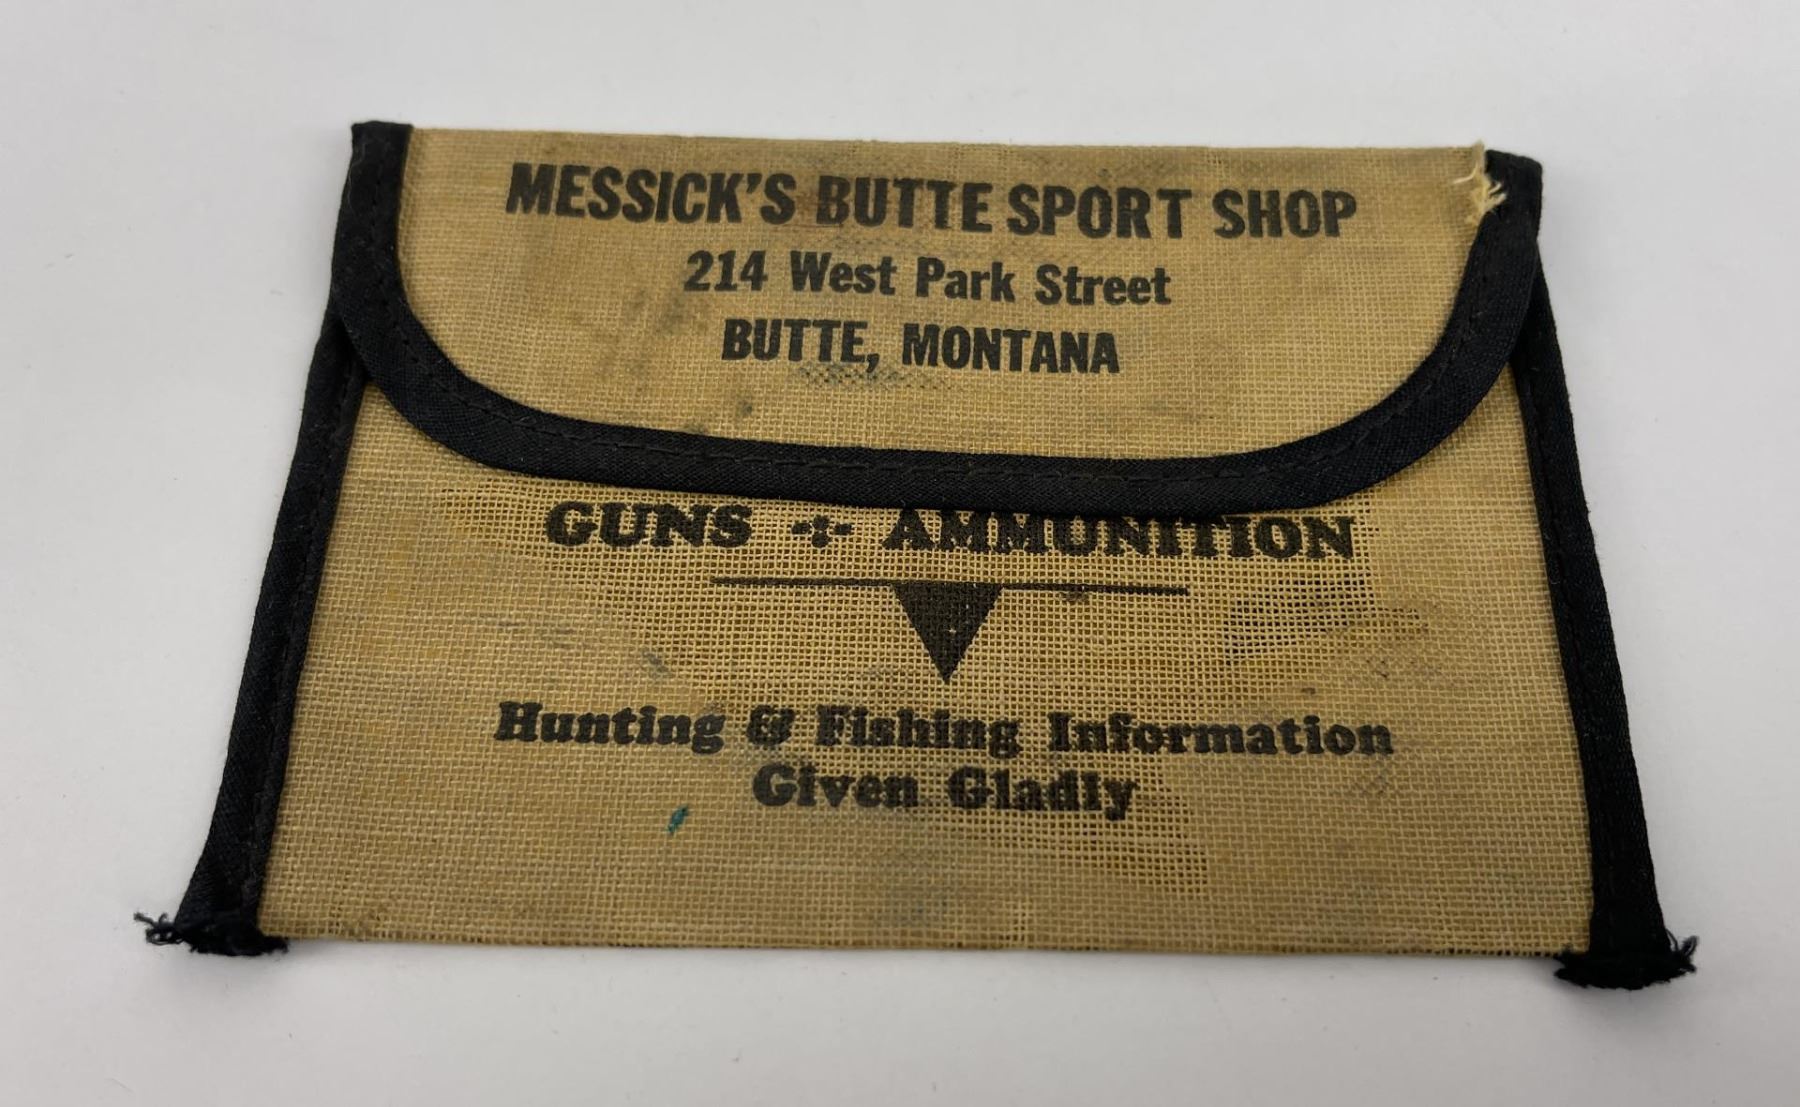 MESSICK'S BUTTE SPORT SHOP
214 West Park Street
BUTTE, MONTANA
GUNS AMMUNITION
Hunting & Fishing Information
Given Gladly